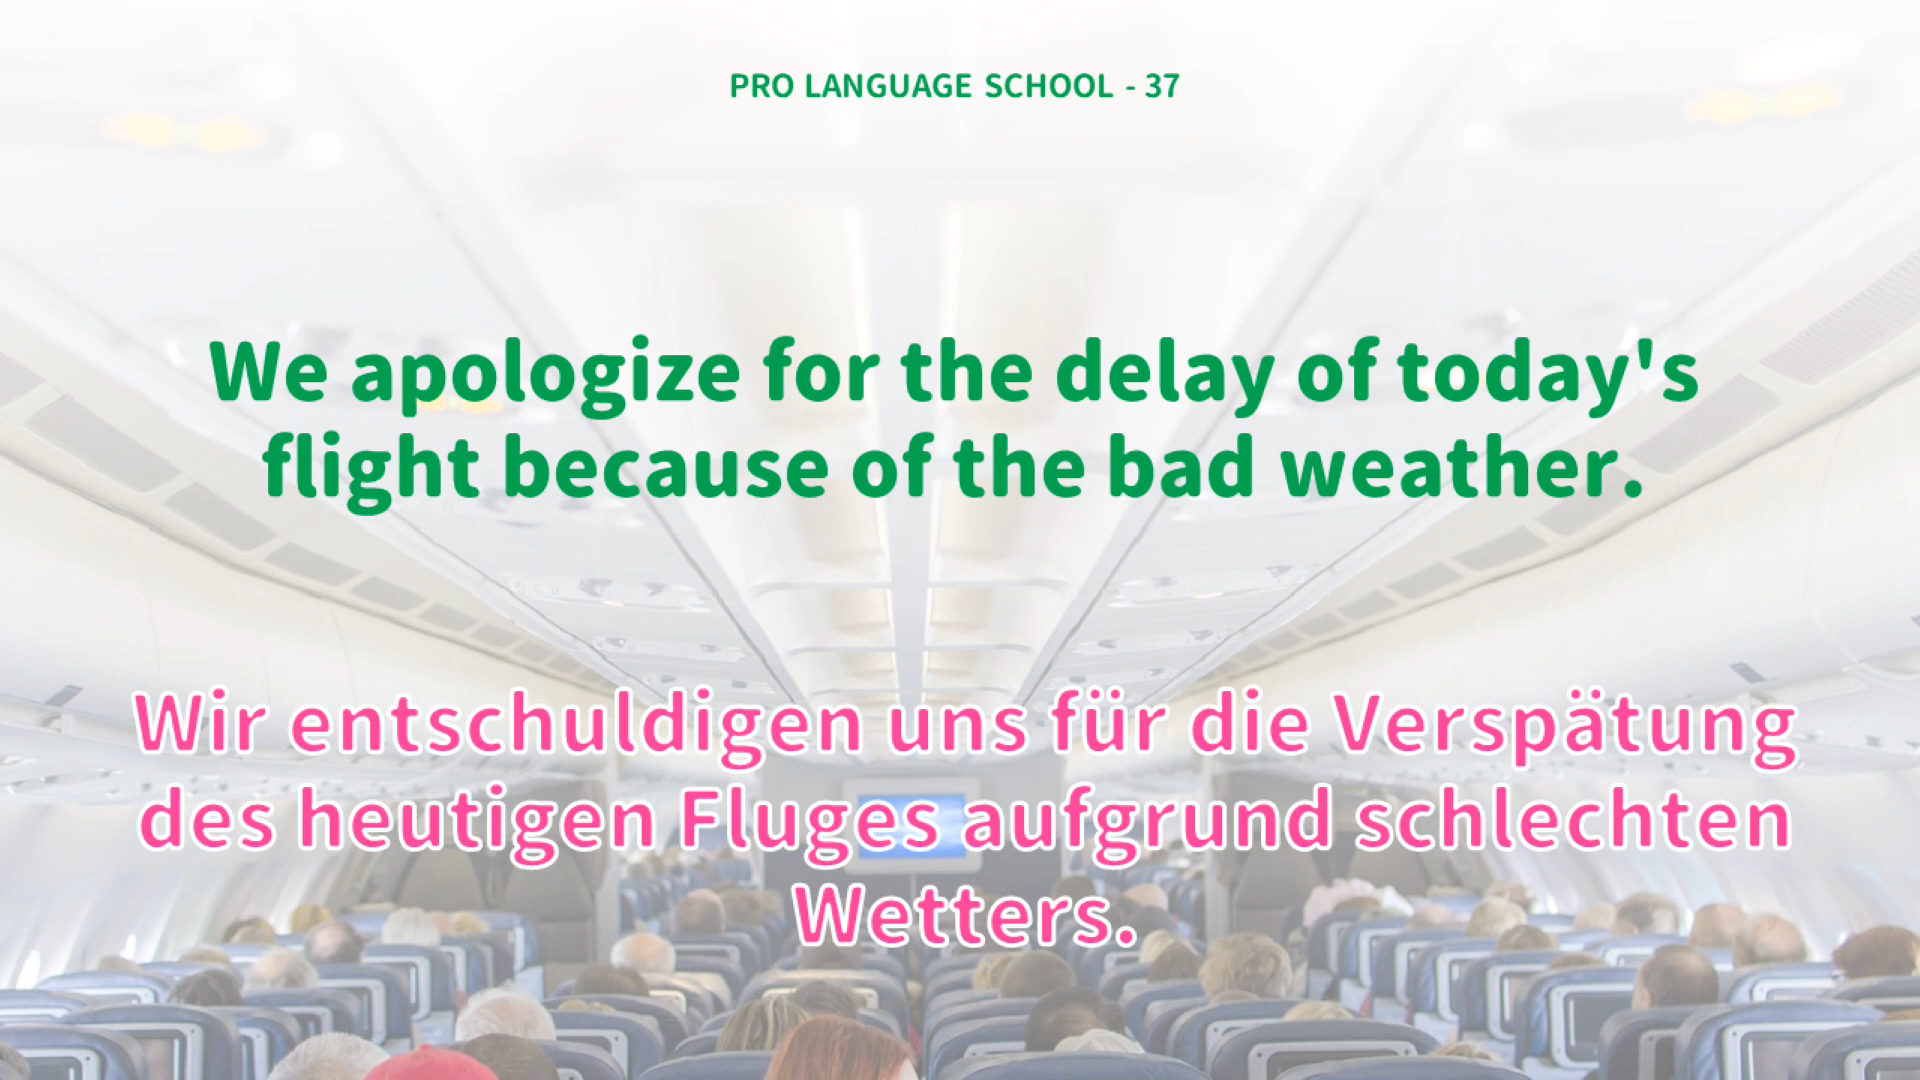 PRO LANGUAGE SCHOOL - 37
We apologize for the delay of today's
flight because of the bad weather.
Wir entschuldigen uns für die Verspätung
des heutigen Fluges aufgrund schlechten
Wetters.